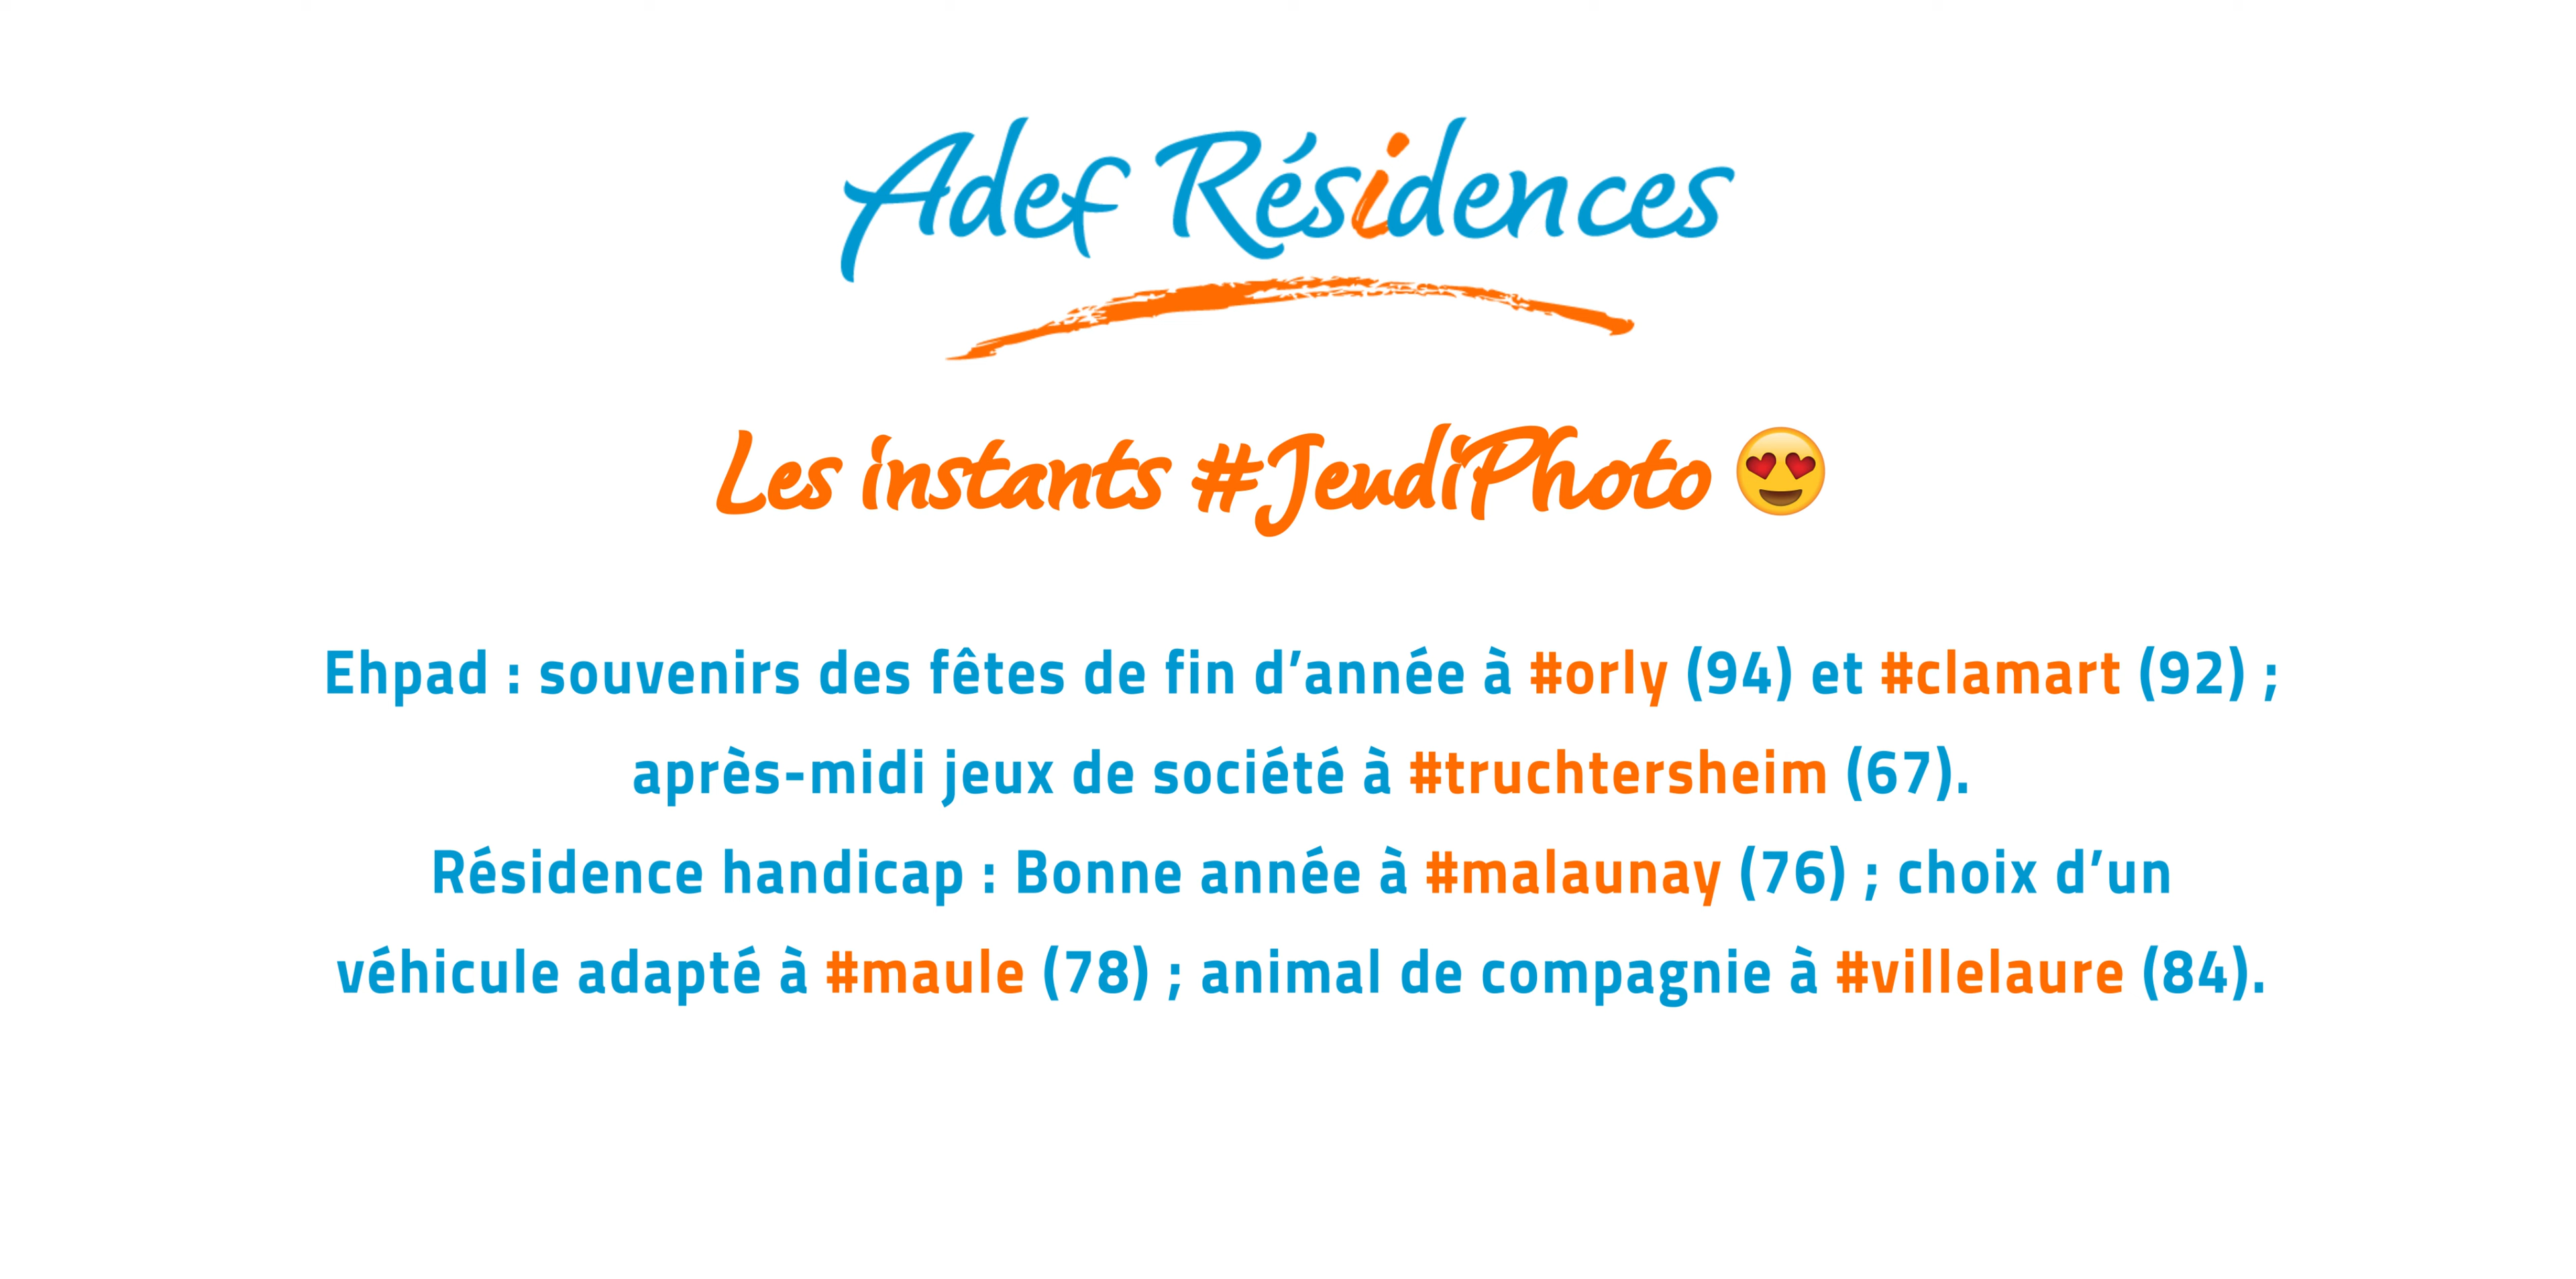 Adef Résidences
Les instants #JeudiPhoto 😍
Ehpad : souvenirs des fêtes de fin d’année à #orly (94) et #clamart (92) ;
après-midi jeux de société à #truchtersheim (67).
Résidence handicap : Bonne année à #malaunay (76) ; choix d’un
véhicule adapté à #maule (78) ; animal de compagnie à #villelaure (84).